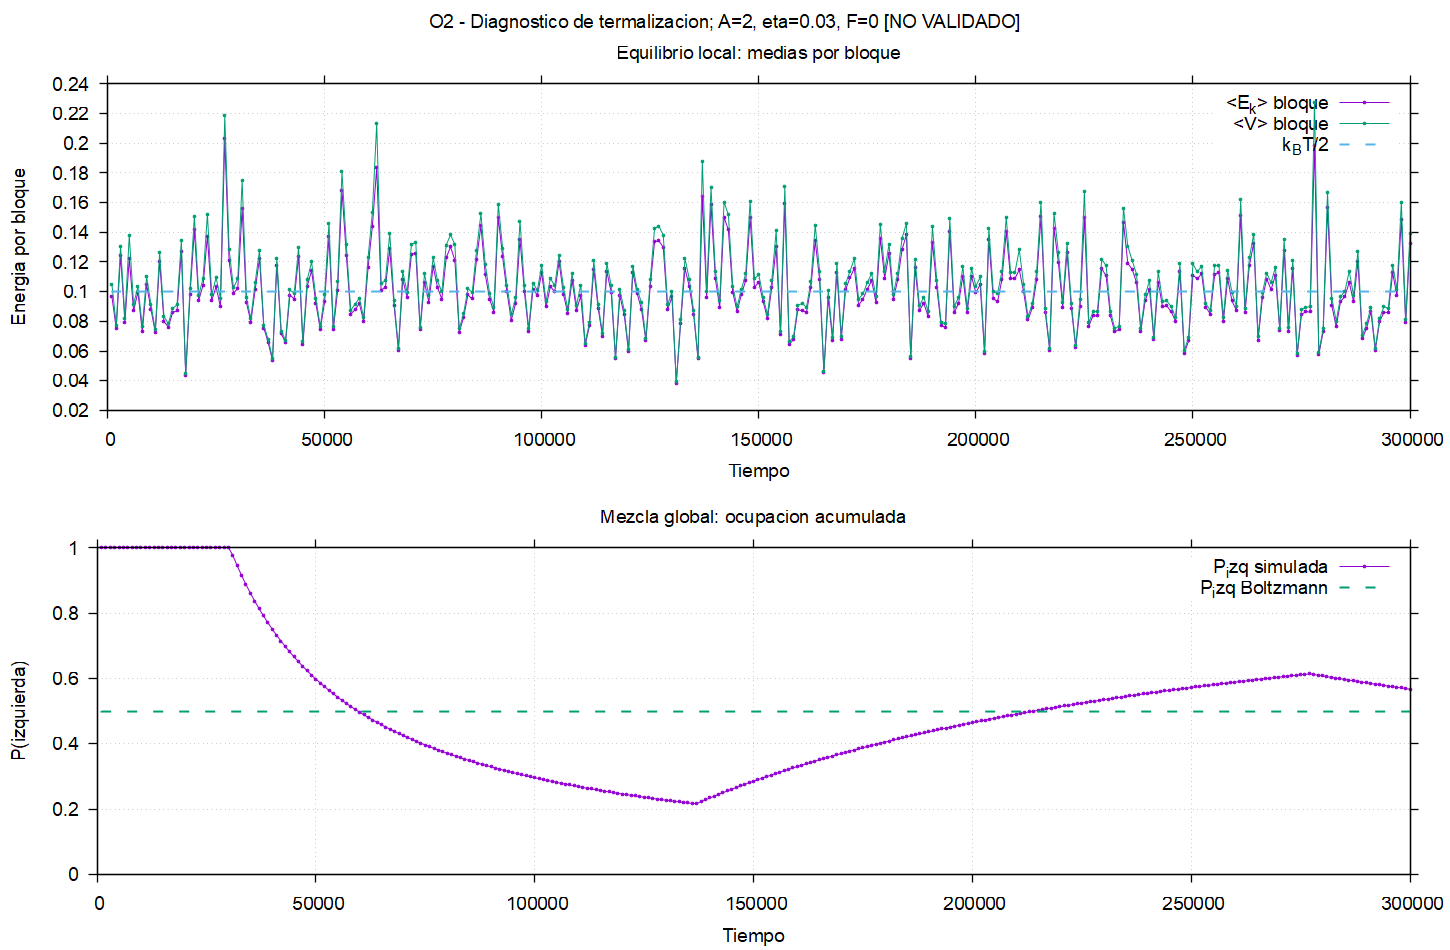 O2 - Diagnostico de termalizacion; A=2, eta=0.03, F=0 [NO VALIDADO]
Equilibrio local: medias por bloque
0.24
0.22
0.2
0.18
0.16
0.14
0.12
0.1
0.08
0.06
0.04
0.02
Energia por bloque
<E_k> bloque
<V> bloque
k_BT/2
0 50000 100000 150000 200000 250000 300000
Tiempo
Mezcla global: ocupacion acumulada
1
0.8
0.6
0.4
0.2
0
P(izquierda)
P_izq simulada
P_izq Boltzmann
0 50000 100000 150000 200000 250000 300000
Tiempo